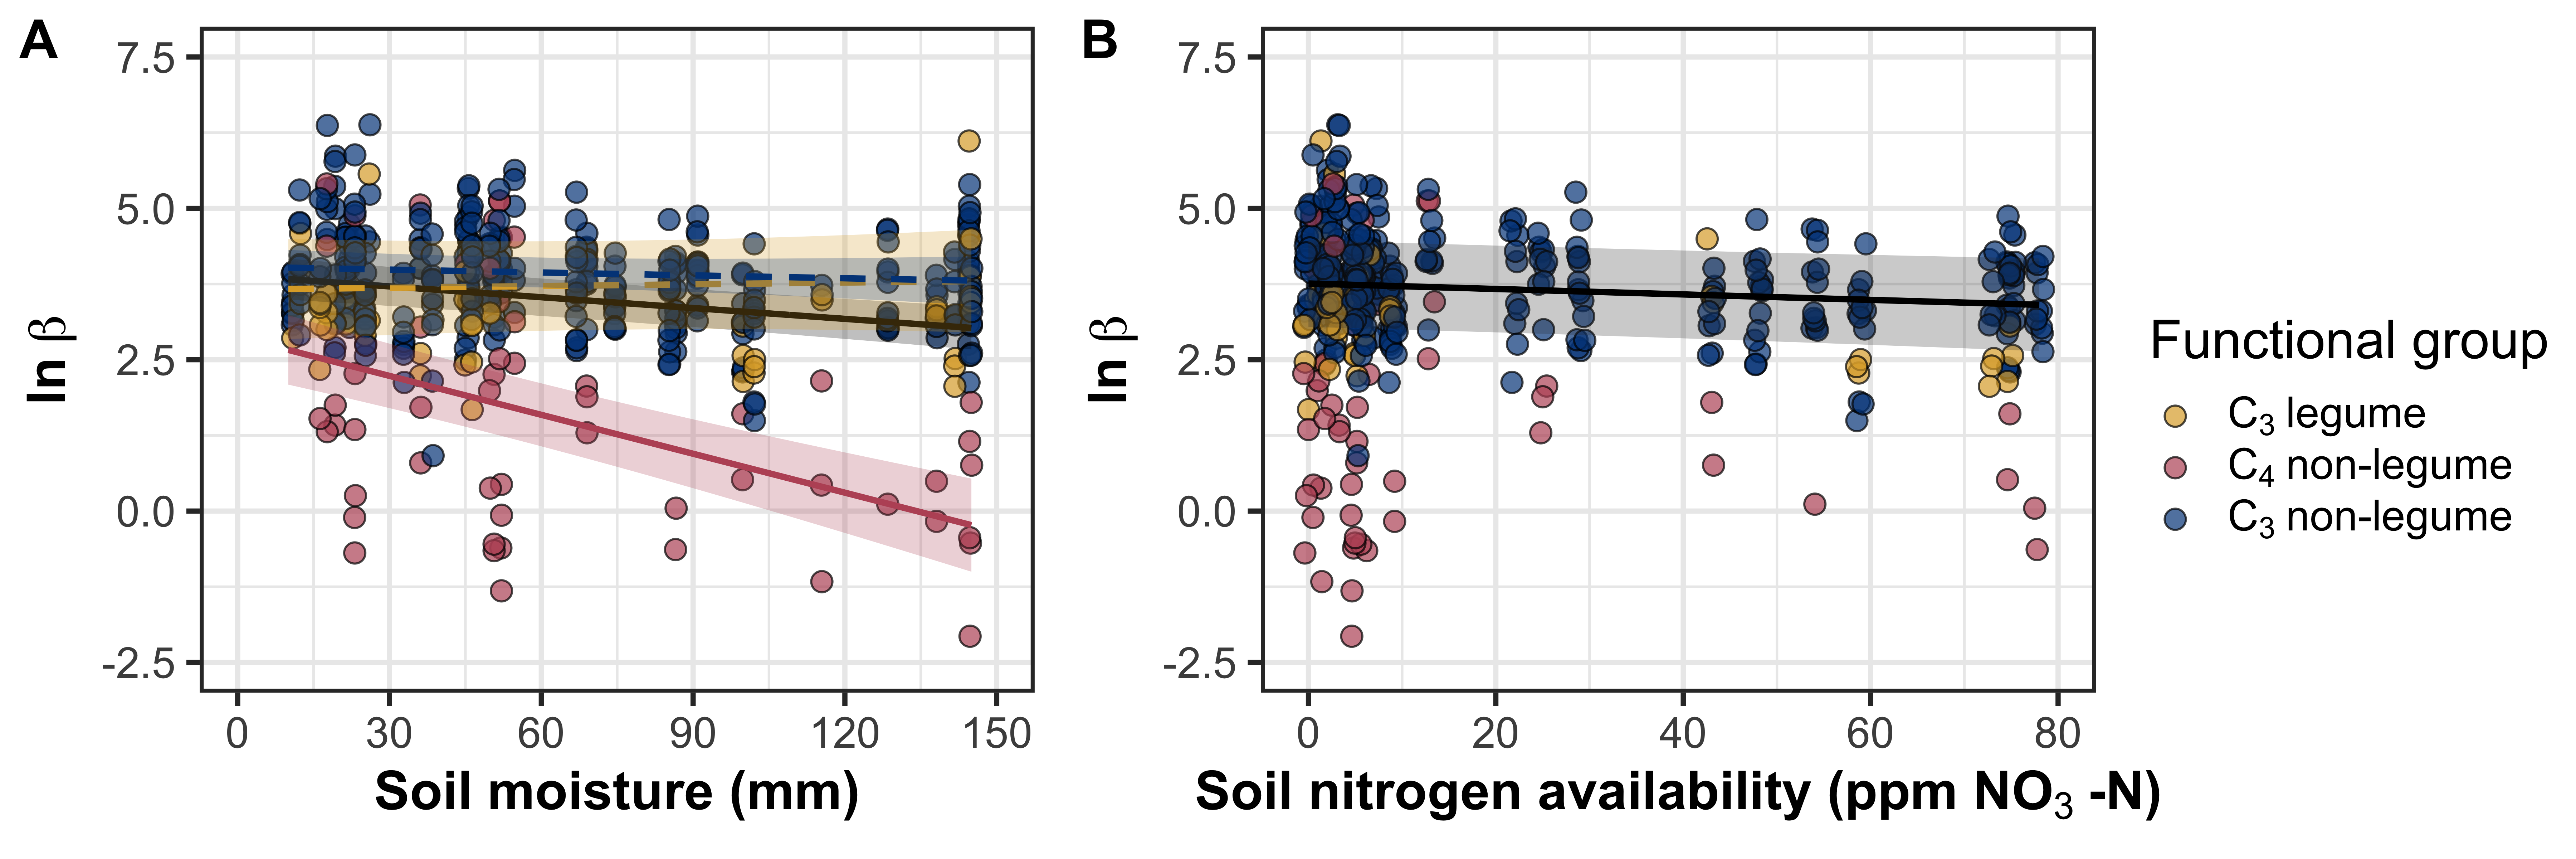 A
7.5
5.0
2.5
0.0
-2.5
ln β
0 30 60 90 120 150
Soil moisture (mm)
B
7.5
5.0
2.5
0.0
-2.5
ln β
0 20 40 60 80
Soil nitrogen availability (ppm NO₃ -N)
Functional group
C₃ legume
C₄ non-legume
C₃ non-legume